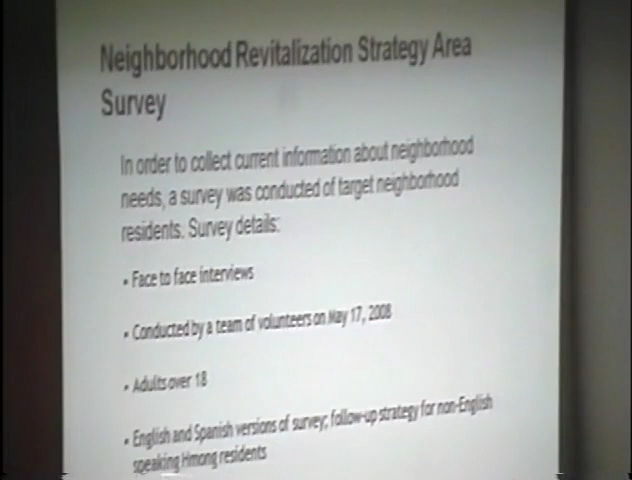 Neighborhood Revitalization Strategy Area
Survey
In order to collect current information about neighborhood
needs, a survey was conducted of target neighborhood
residents. Survey details:
• Face to face interviews
• Conducted by a team of volunteers on May 17, 2008
• Adults over 18
• English and Spanish versions of survey; follow-up strategy for non-English
speaking Hmong residents